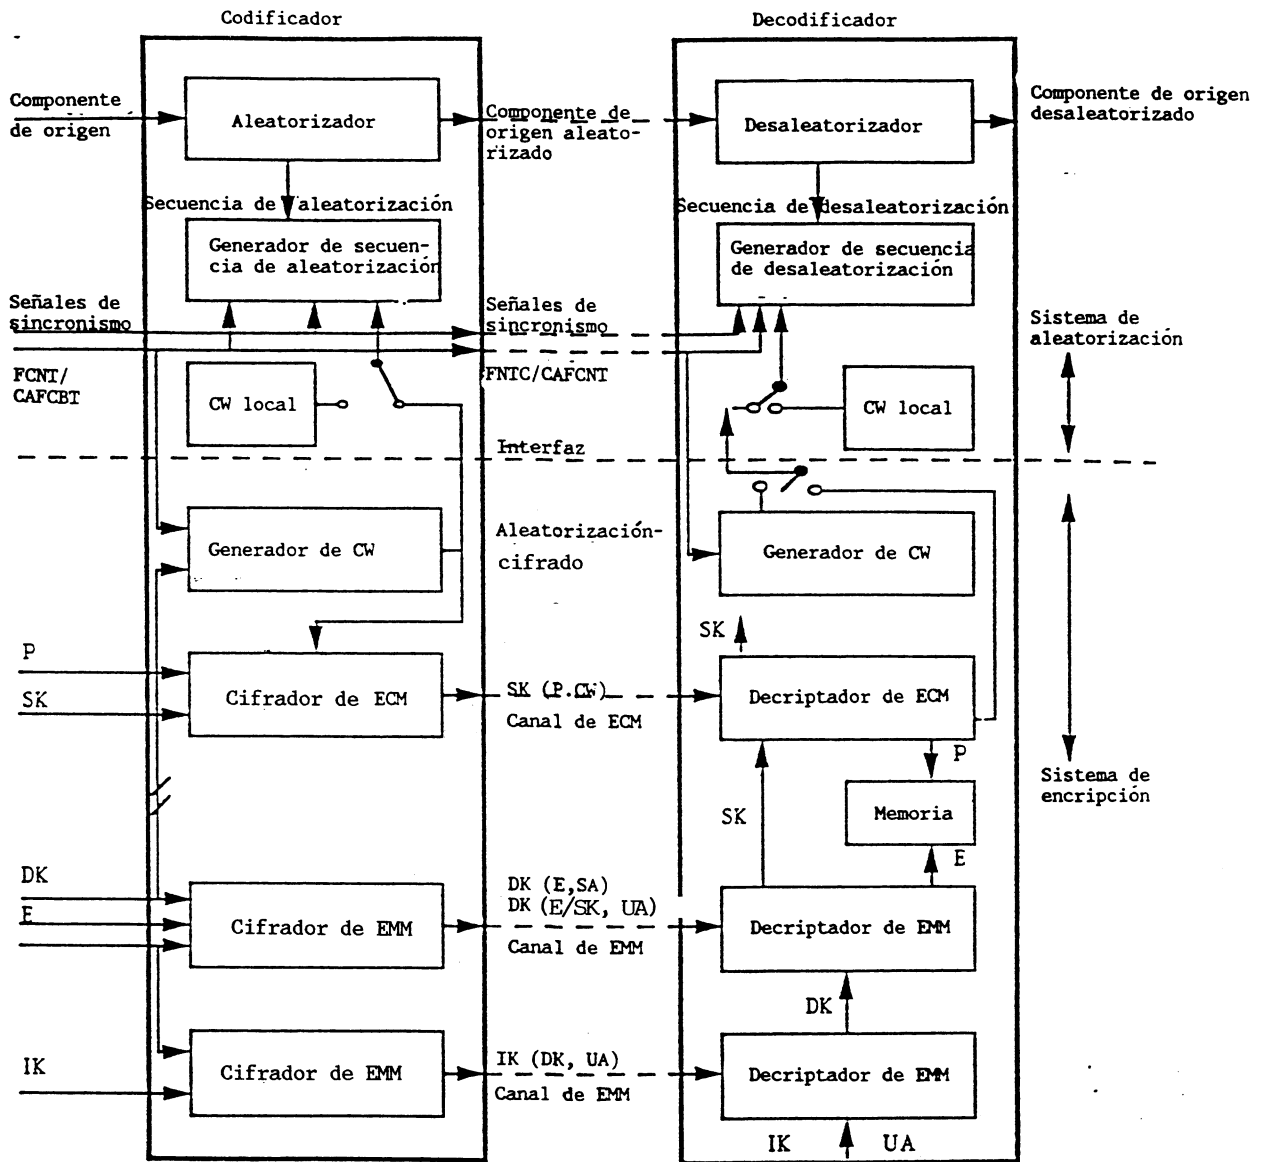 Codificador
Decodificador
Componente
de origen
Aleatorizador
Componente de
origen aleato-
rizado
Desaleatorizador
Componente de origen
desaleatorizado
Secuencia de aleatorización
Secuencia de desaleatorización
Generador de secuen-
cia de aleatorización
Generador de secuencia
de desaleatorización
Señales de
sincronismo
Señales de
sincronismo
Sistema de
aleatorización
FCNT/
CAFCBT
FNTC/CAFCNT
CW local
CW local
Interfaz
Generador de CW
Aleatorización-
cifrado
Generador de CW
SK
P
SK
Cifrador de ECM
SK (P.CW)
Canal de ECM
Decriptador de ECM
P
Sistema de
encripción
SK
Memoria
E
DK
E
Cifrador de EMM
DK (E,SA)
DK (E/SK, UA)
Canal de EMM
Decriptador de EMM
DK
IK
Cifrador de EMM
IK (DK, UA)
Canal de EMM
Decriptador de EMM
IK UA